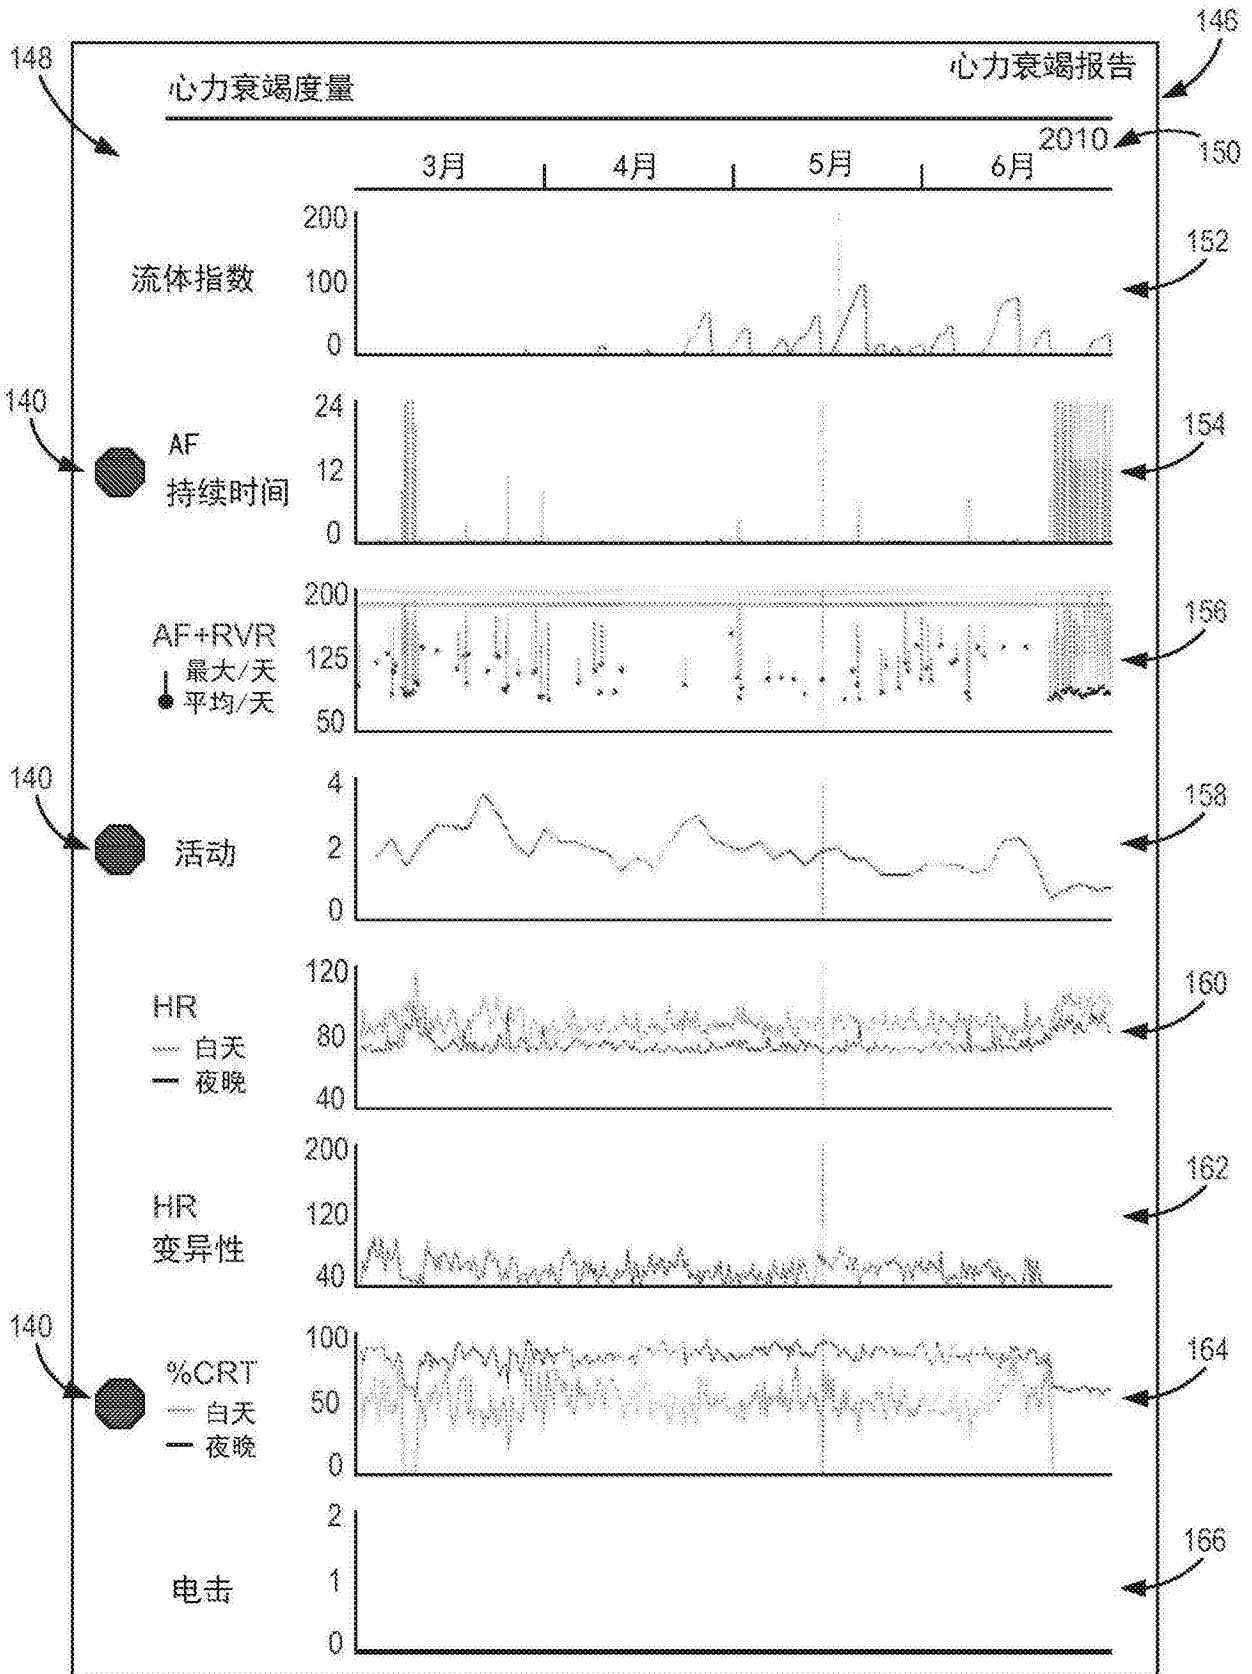 146
148
心力衰竭报告
心力衰竭度量
2010
150
3月 4月 5月 6月
200
152
流体指数
100
0
140
24
154
AF
12
持续时间
0
200
156
AF+RVR
125
最大/天
平均/天
50
140
4
158
活动
2
0
120
160
HR
80
白天
夜晚
40
200
162
HR
120
变异性
40
140
100
164
%CRT
50
白天
夜晚
0
2
166
电击
1
0